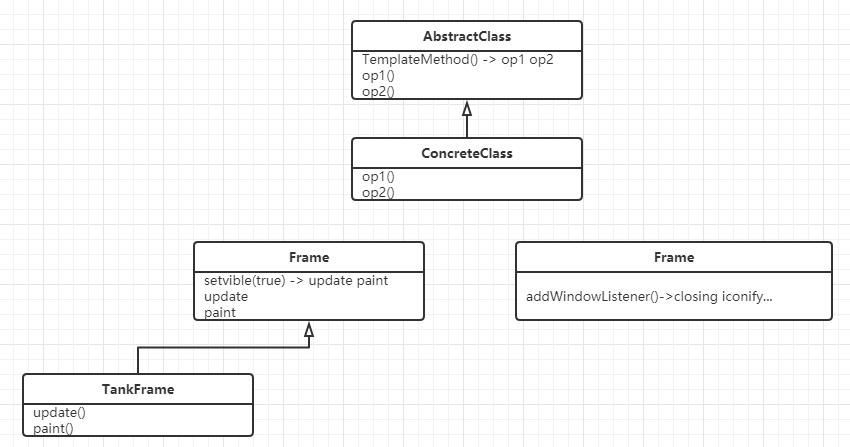 AbstractClass
TemplateMethod() -> op1 op2
op1()
op2()
ConcreteClass
op1()
op2()
Frame
setvible(true) -> update paint
update
paint
Frame
addWindowListener()->closing iconify...
TankFrame
update()
paint()